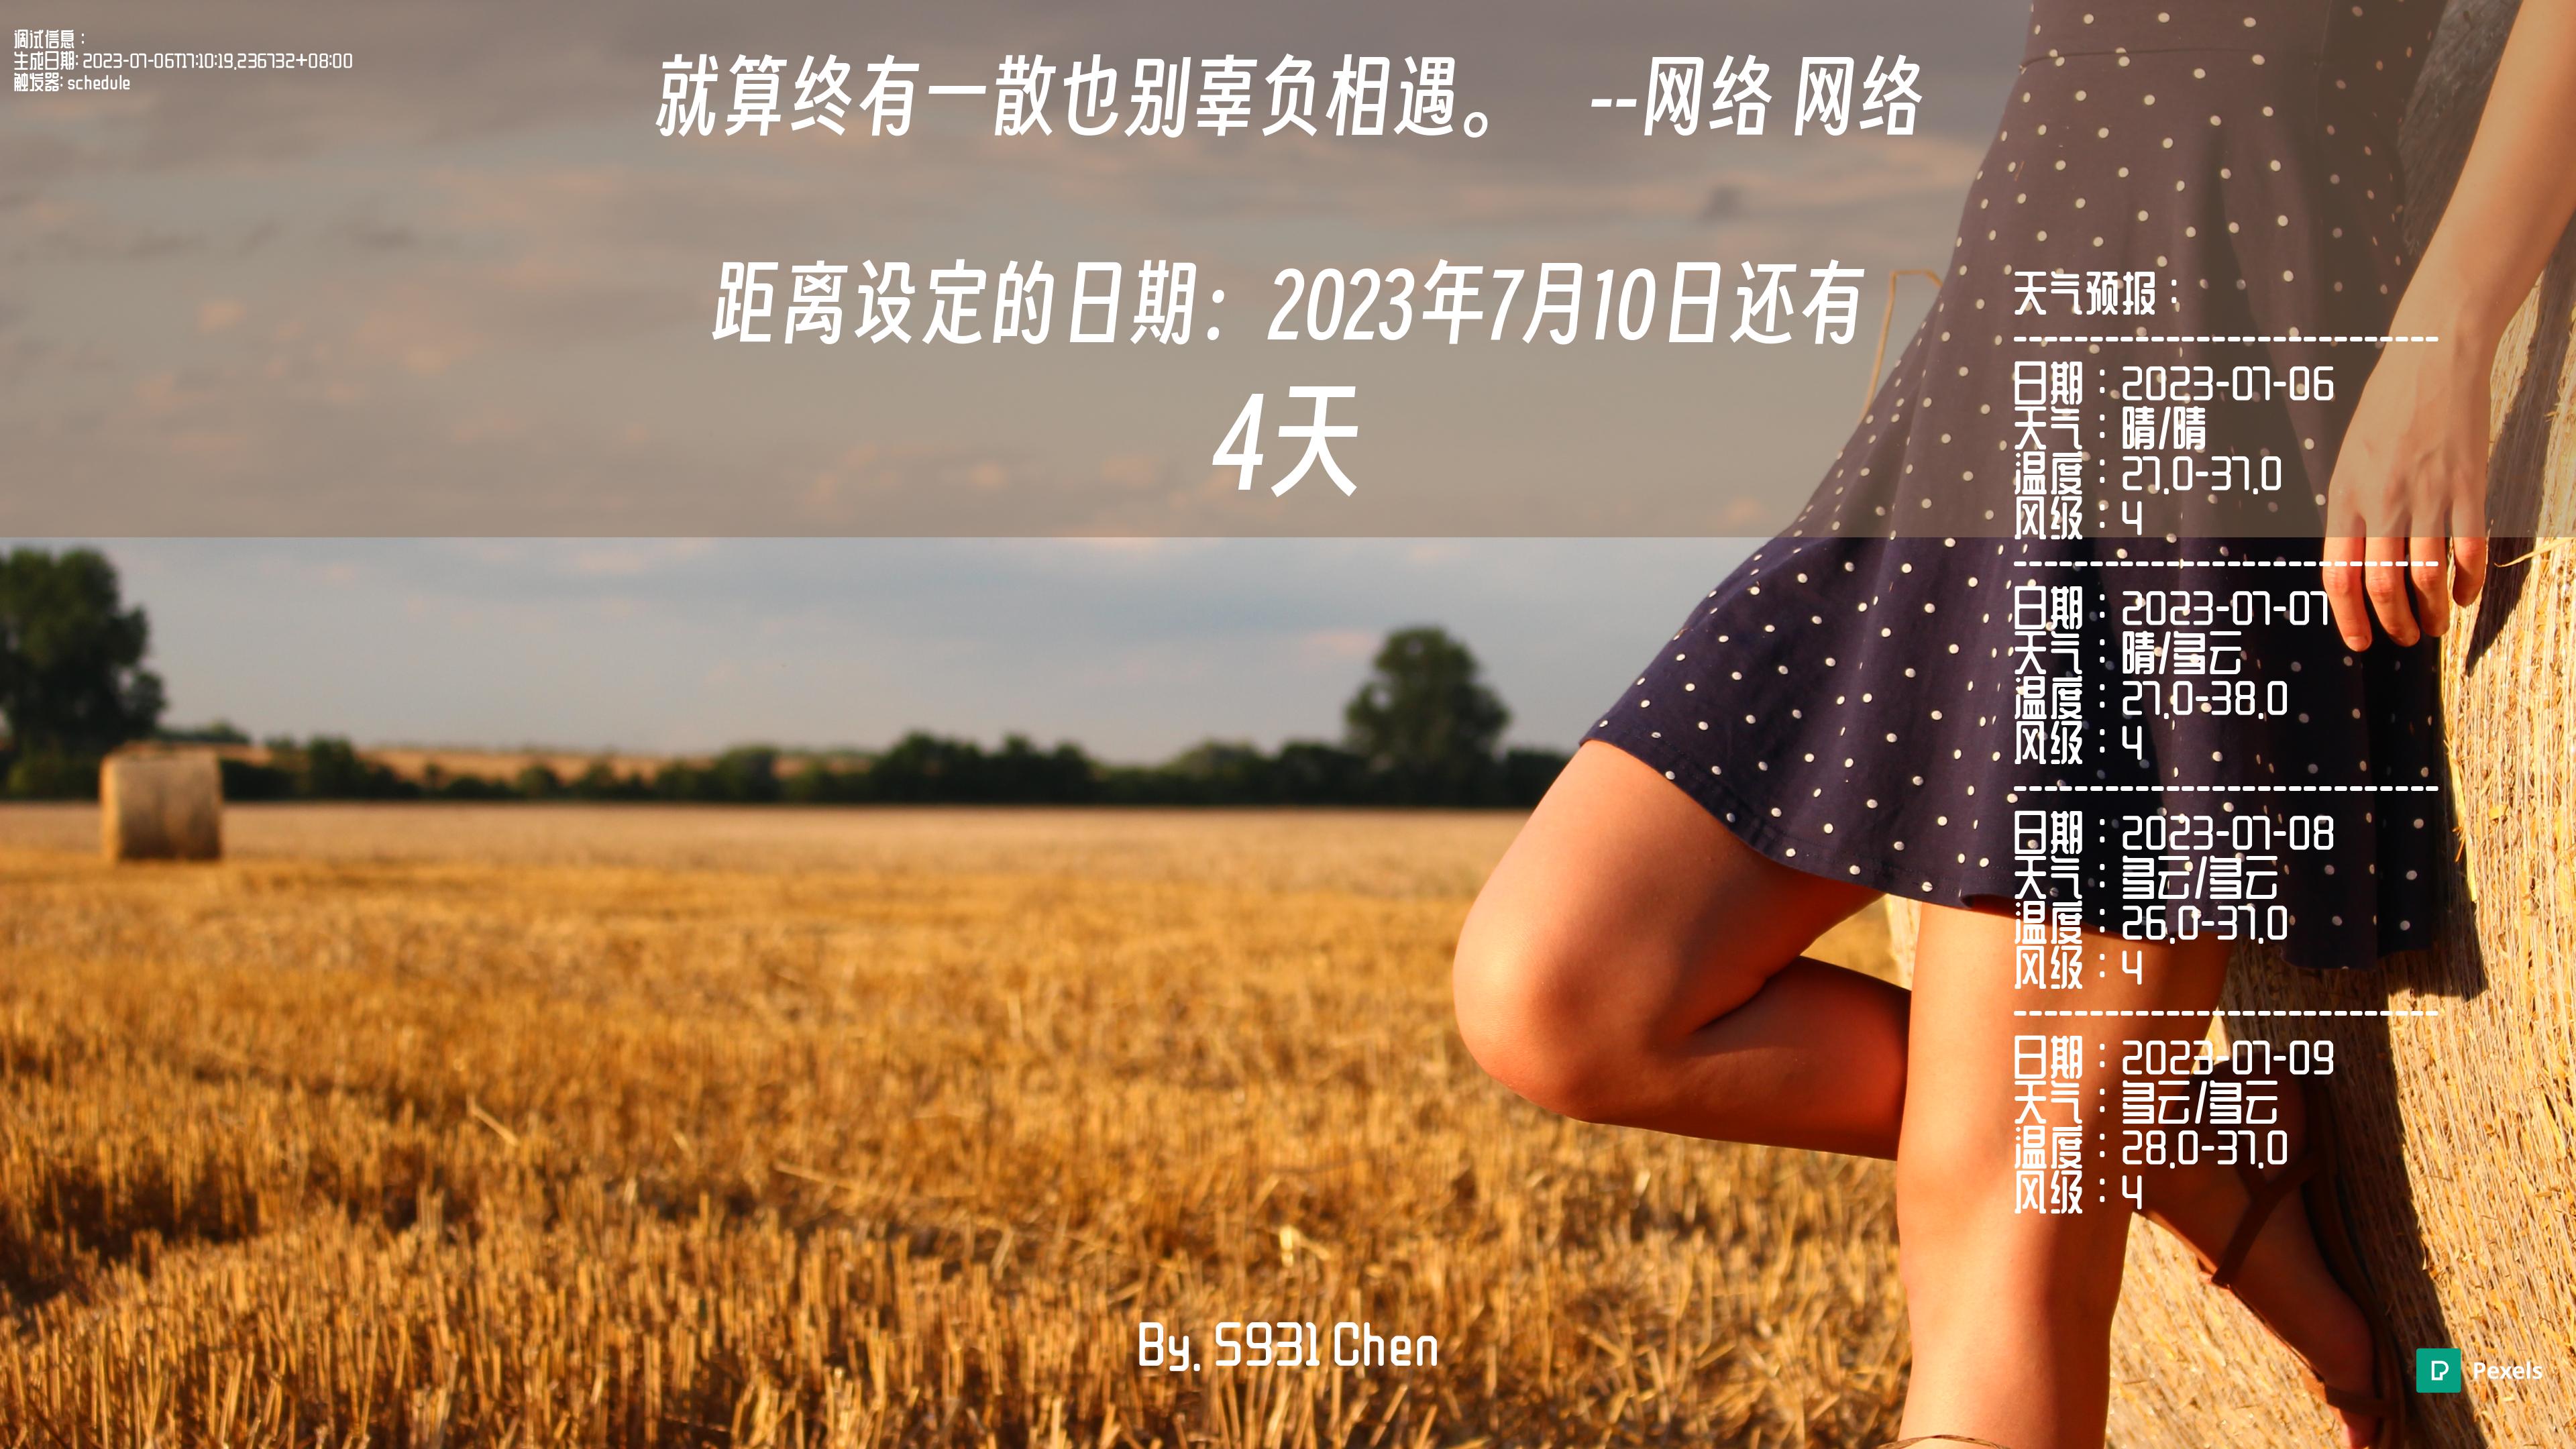 调试信息：
生成日期: 2023-07-06T17:10:19.236732+08:00
触发器: schedule
就算终有一散也别辜负相遇。 --网络 网络
距离设定的日期：2023年7月10日还有
4天
天气预报：
---------------------------
日期：2023-07-06
天气：晴/晴
温度：27.0-37.0
风级：4
---------------------------
日期：2023-07-07
天气：晴/多云
温度：27.0-38.0
风级：4
---------------------------
日期：2023-07-08
天气：多云/多云
温度：26.0-37.0
风级：4
---------------------------
日期：2023-07-09
天气：多云/多云
温度：28.0-37.0
风级：4
By. S931 Chen
Pexels